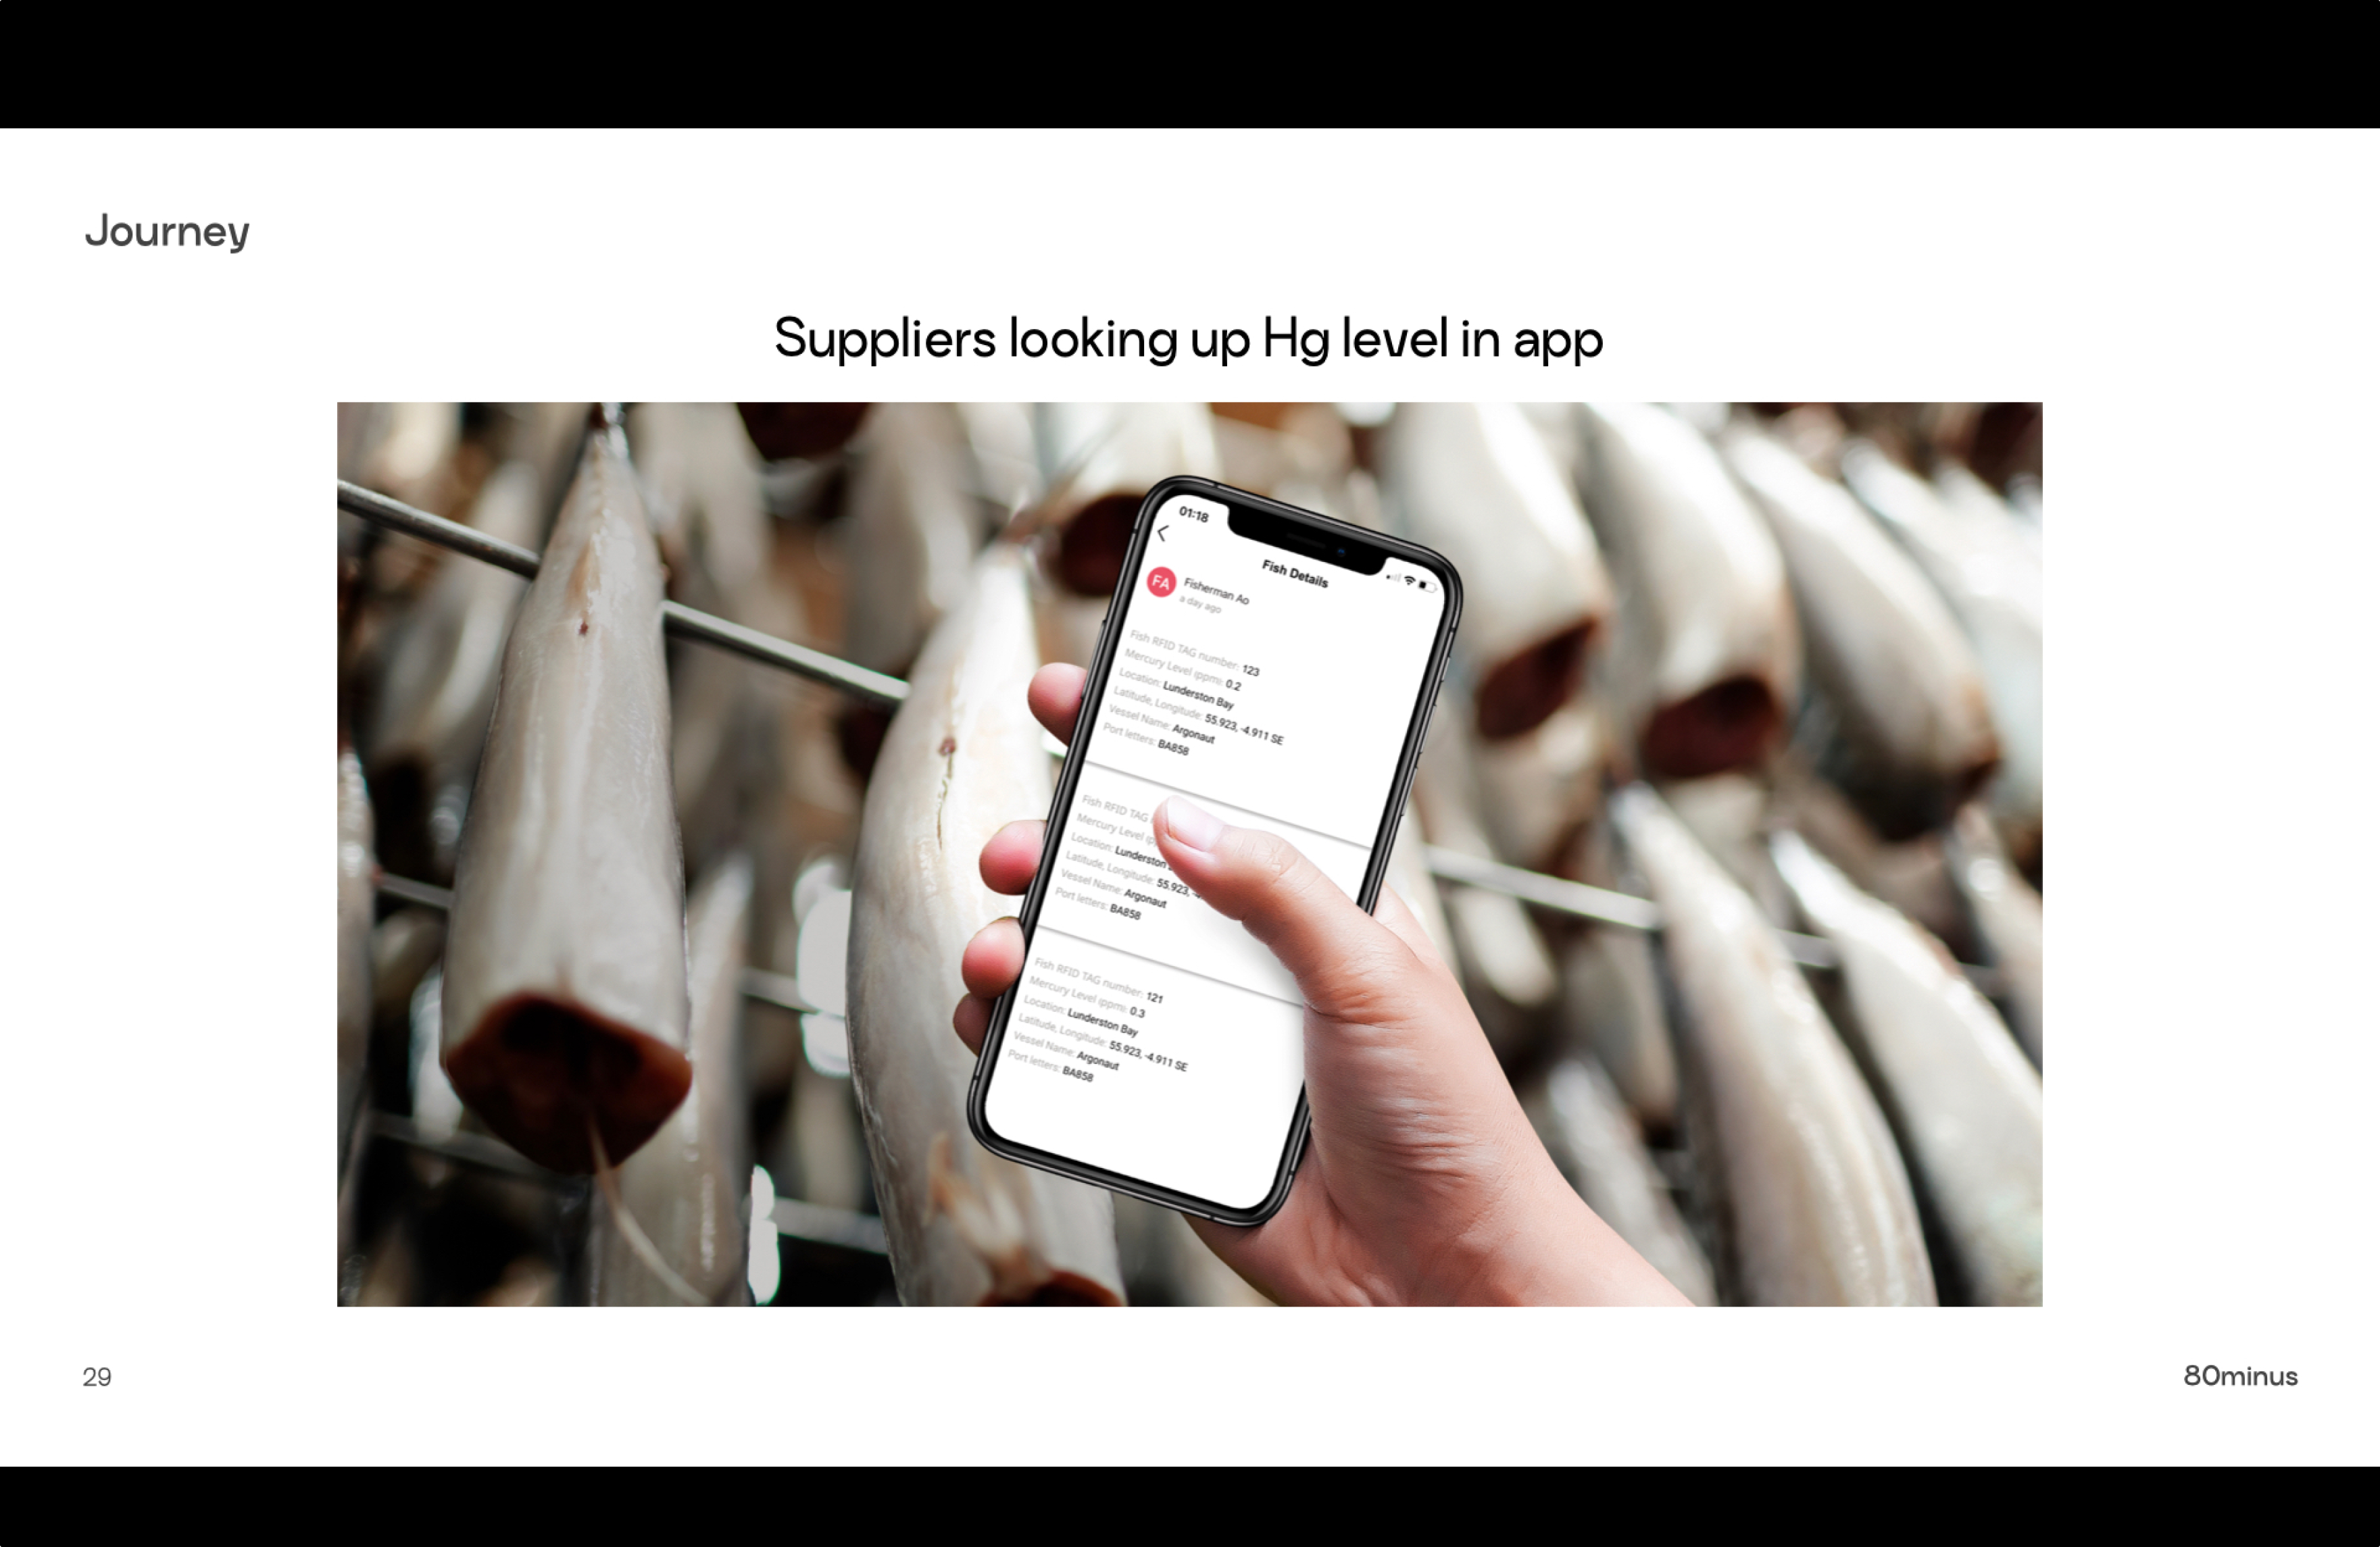 Journey
Suppliers looking up Hg level in app
01:18
Fish Details
FA
Fisherman Ao
a day ago
Fish RFID TAG number: 123
Mercury Level (ppm): 0.2
Location: Lunderston Bay
Latitude, Longitude: 55.923, -4.911 SE
Vessel Name: Argonaut
Port letters: BA858
Fish RFID TAG
Mercury Level
Location: Lunderston
Latitude, Longitude: 55.923,
Vessel Name: Argonaut
Port letters: BA858
Fish RFID TAG number: 121
Mercury Level (ppm): 0.3
Location: Lunderston Bay
Latitude, Longitude: 55.923, -4.911 SE
Vessel Name: Argonaut
Port letters: BA858
29
80minus